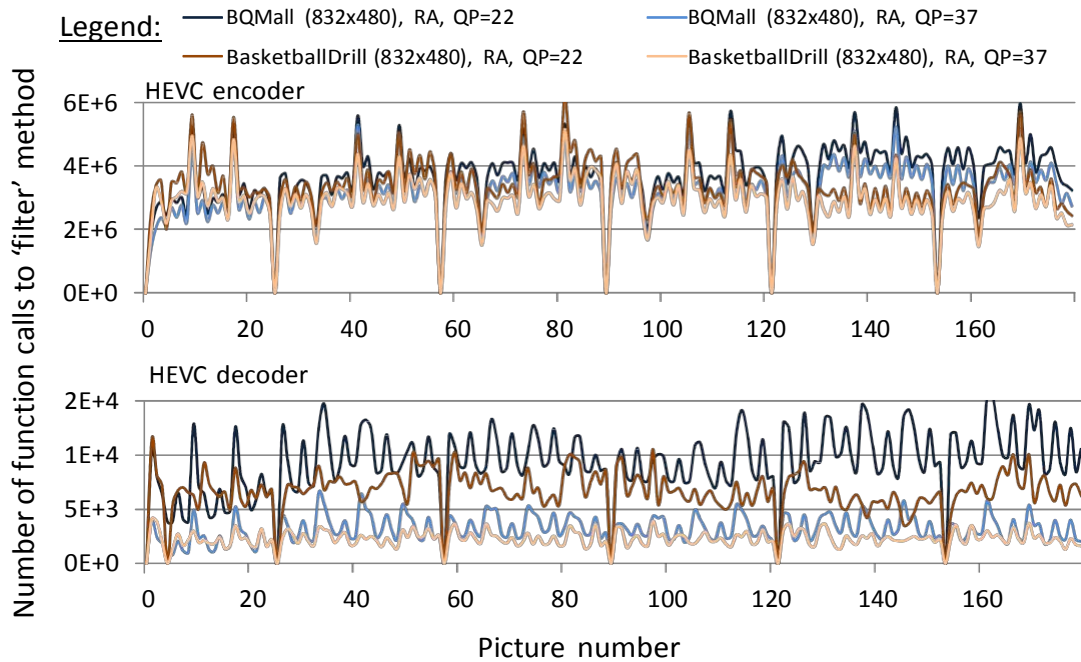 Legend:
BQMall (832x480), RA, QP=22
BQMall (832x480), RA, QP=37
BasketballDrill (832x480), RA, QP=22
BasketballDrill (832x480), RA, QP=37
Number of function calls to ‘filter’ method
HEVC encoder
6E+6
4E+6
2E+6
0E+0
0 20 40 60 80 100 120 140 160
HEVC decoder
2E+4
1E+4
5E+3
0E+0
0 20 40 60 80 100 120 140 160
Picture number